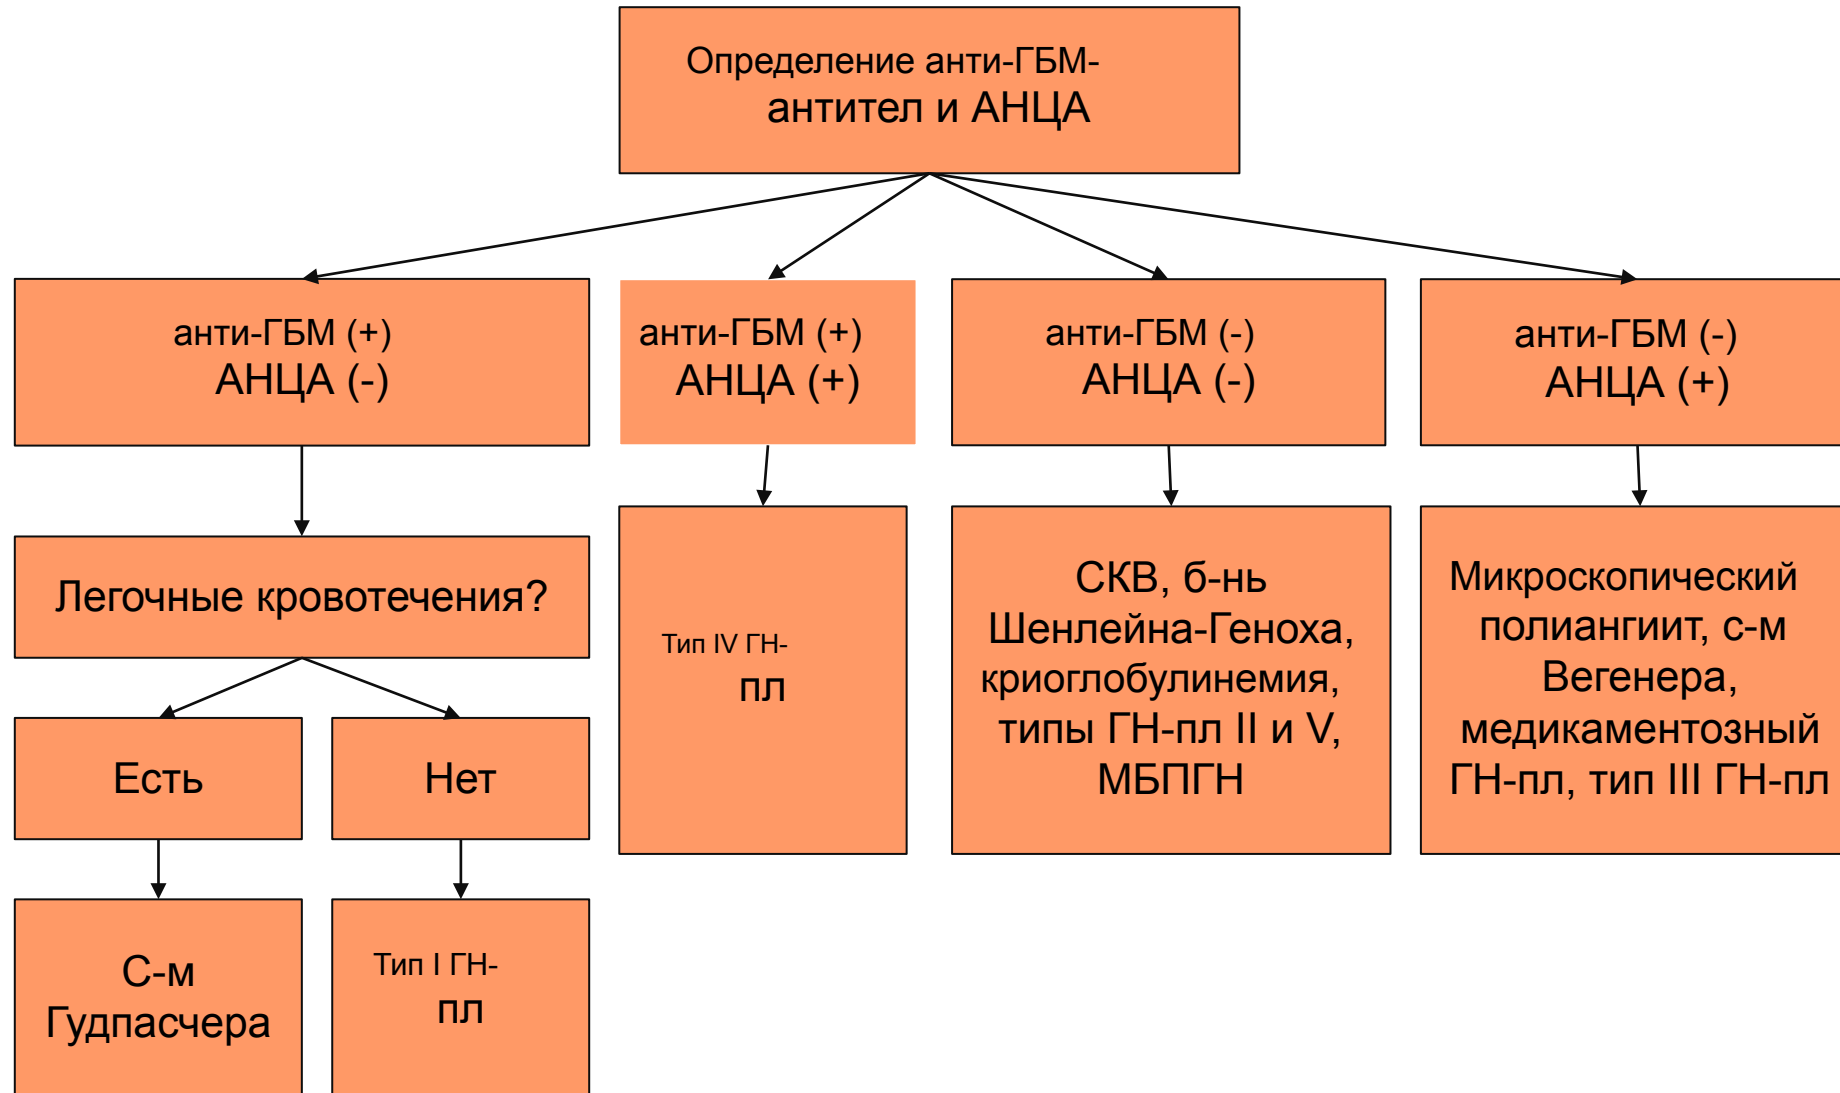 Определение анти-ГБМ-
антител и АНЦА
анти-ГБМ (+)
АНЦА (-)
анти-ГБМ (+)
АНЦА (+)
анти-ГБМ (-)
АНЦА (-)
анти-ГБМ (-)
АНЦА (+)
Легочные кровотечения?
Тип IV ГН-
пл
СКВ, б-нь
Шенлейна-Геноха,
криоглобулинемия,
типы ГН-пл II и V,
МБПГН
Микроскопический
полиангиит, с-м
Вегенера,
медикаментозный
ГН-пл, тип III ГН-пл
Есть
Нет
С-м
Гудпасчера
Тип I ГН-
пл